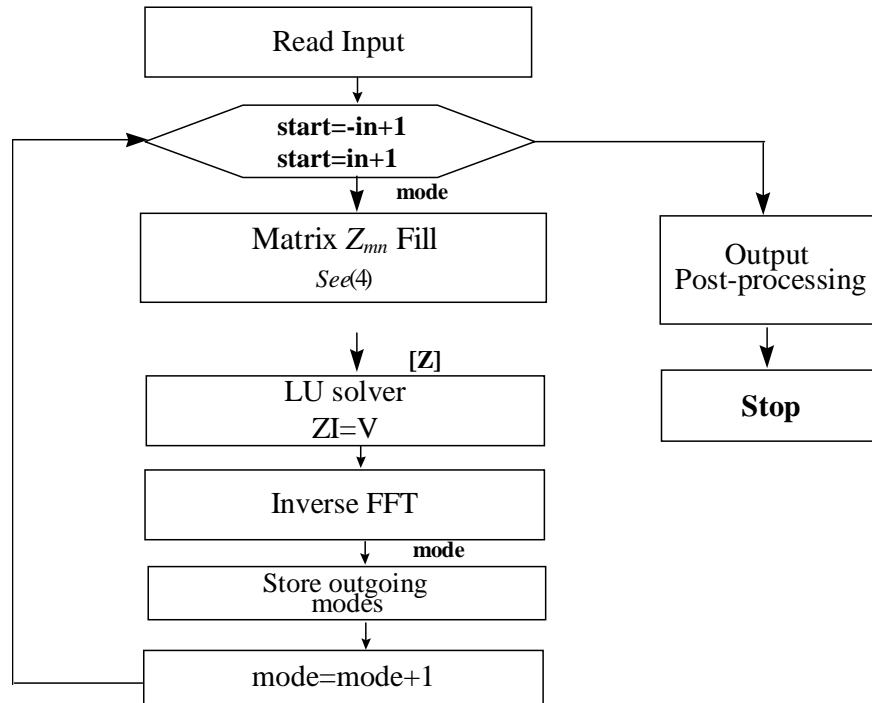 Read Input
start=-in+1
start=in+1
mode
Matrix Zmn Fill
See(4)
[Z]
LU solver
ZI=V
Inverse FFT
mode
Store outgoing
modes
mode=mode+1
Output
Post-processing
Stop